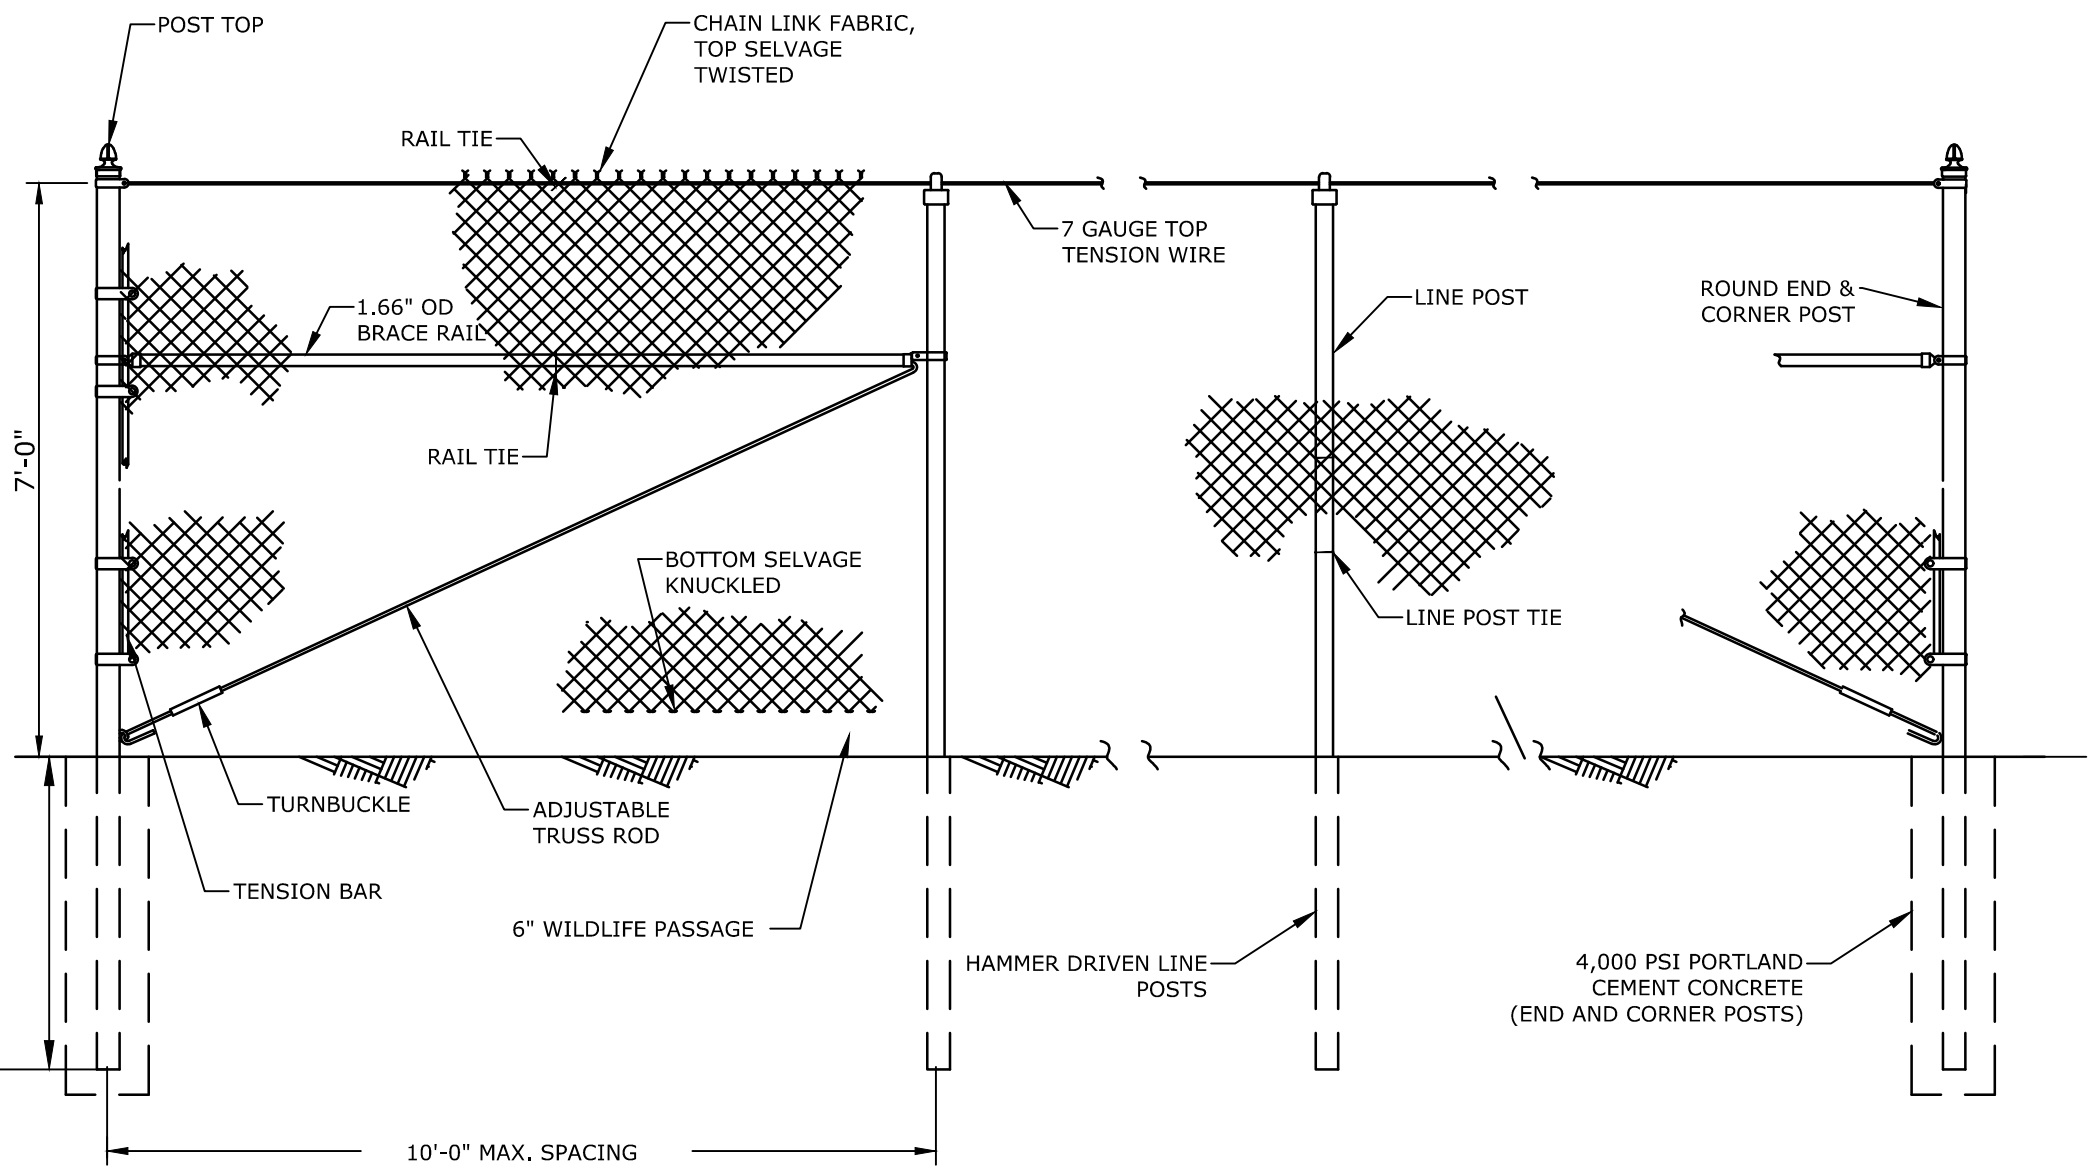 POST TOP
CHAIN LINK FABRIC,
TOP SELVAGE
TWISTED
RAIL TIE
7 GAUGE TOP
TENSION WIRE
1.66" OD
BRACE RAIL
LINE POST
ROUND END &
CORNER POST
7'-0"
RAIL TIE
BOTTOM SELVAGE
KNUCKLED
LINE POST TIE
TURNBUCKLE
ADJUSTABLE
TRUSS ROD
TENSION BAR
6" WILDLIFE PASSAGE
HAMMER DRIVEN LINE
POSTS
4,000 PSI PORTLAND
CEMENT CONCRETE
(END AND CORNER POSTS)
10'-0" MAX. SPACING